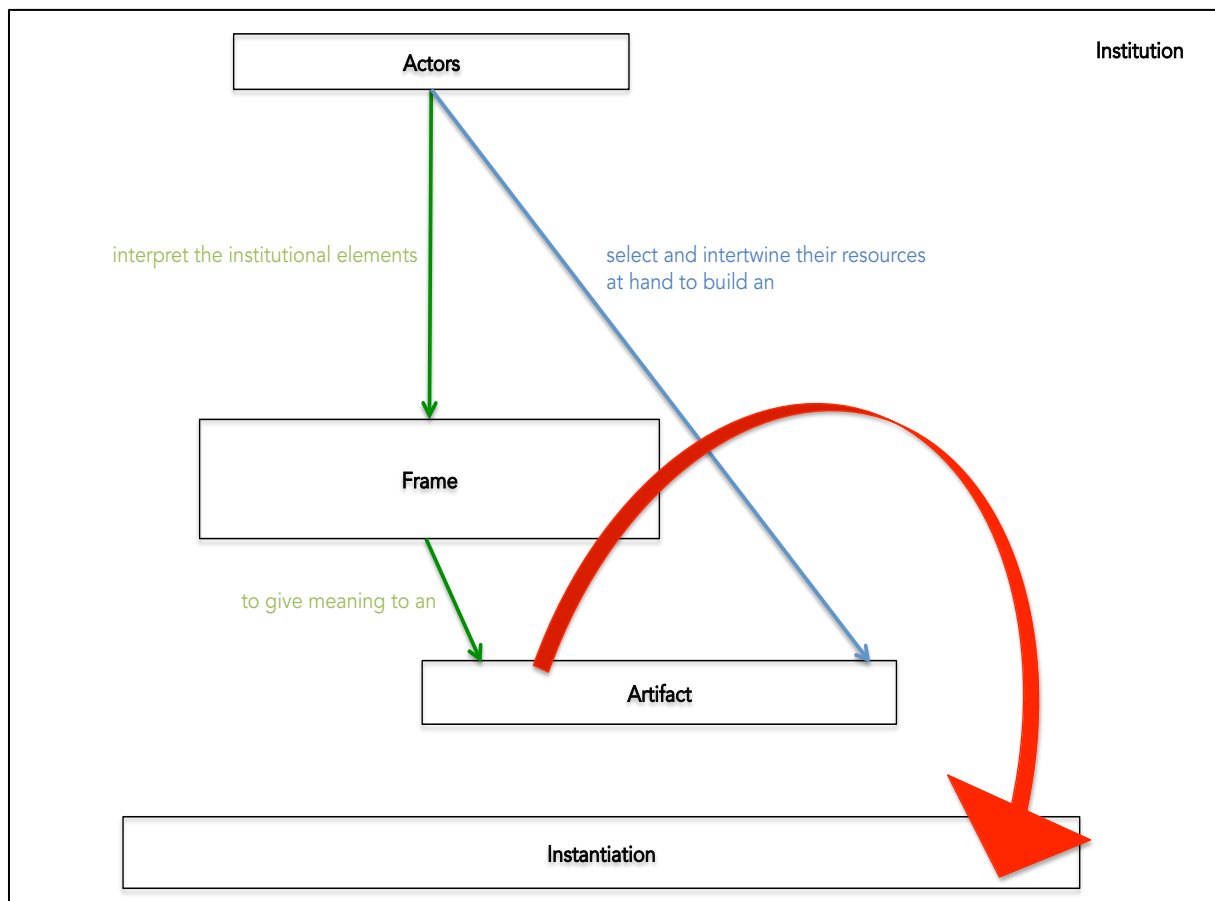 Actors
Institution
interpret the institutional elements
select and intertwine their resources
at hand to build an
Frame
to give meaning to an
Artifact
Instantiation